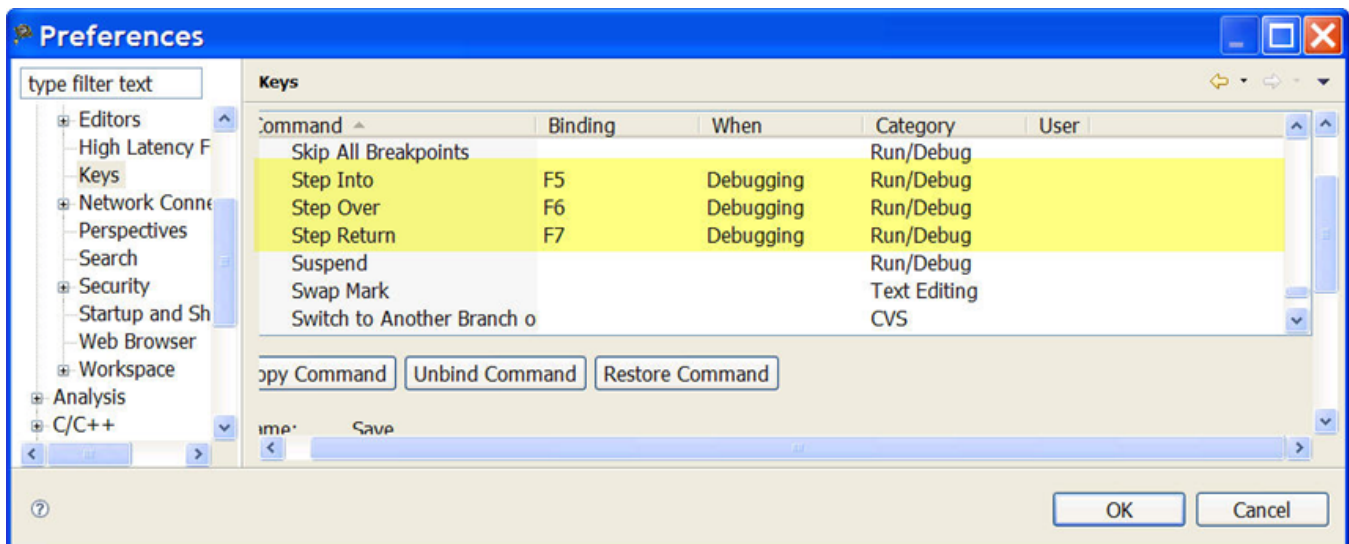 Preferences
type filter text
Editors
High Latency F
Keys
Network Conne
Perspectives
Search
Security
Startup and Sh
Web Browser
Workspace
Analysis
C/C++
Keys
Command Binding When Category User
Skip All Breakpoints Run/Debug
Step Into F5 Debugging Run/Debug
Step Over F6 Debugging Run/Debug
Step Return F7 Debugging Run/Debug
Suspend Run/Debug
Swap Mark Text Editing
Switch to Another Branch o CVS
opy Command Unbind Command Restore Command
ame: Save
OK Cancel